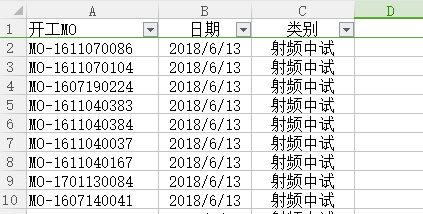 A B C D
1 开工MO 日期 类别
2 MO-1611070086 2018/6/13 射频中试
3 MO-1611070104 2018/6/13 射频中试
4 MO-1607190224 2018/6/13 射频中试
5 MO-1611040383 2018/6/13 射频中试
6 MO-1611040384 2018/6/13 射频中试
7 MO-1611040037 2018/6/13 射频中试
8 MO-1611040167 2018/6/13 射频中试
9 MO-1701130084 2018/6/13 射频中试
10 MO-1607140041 2018/6/13 射频中试